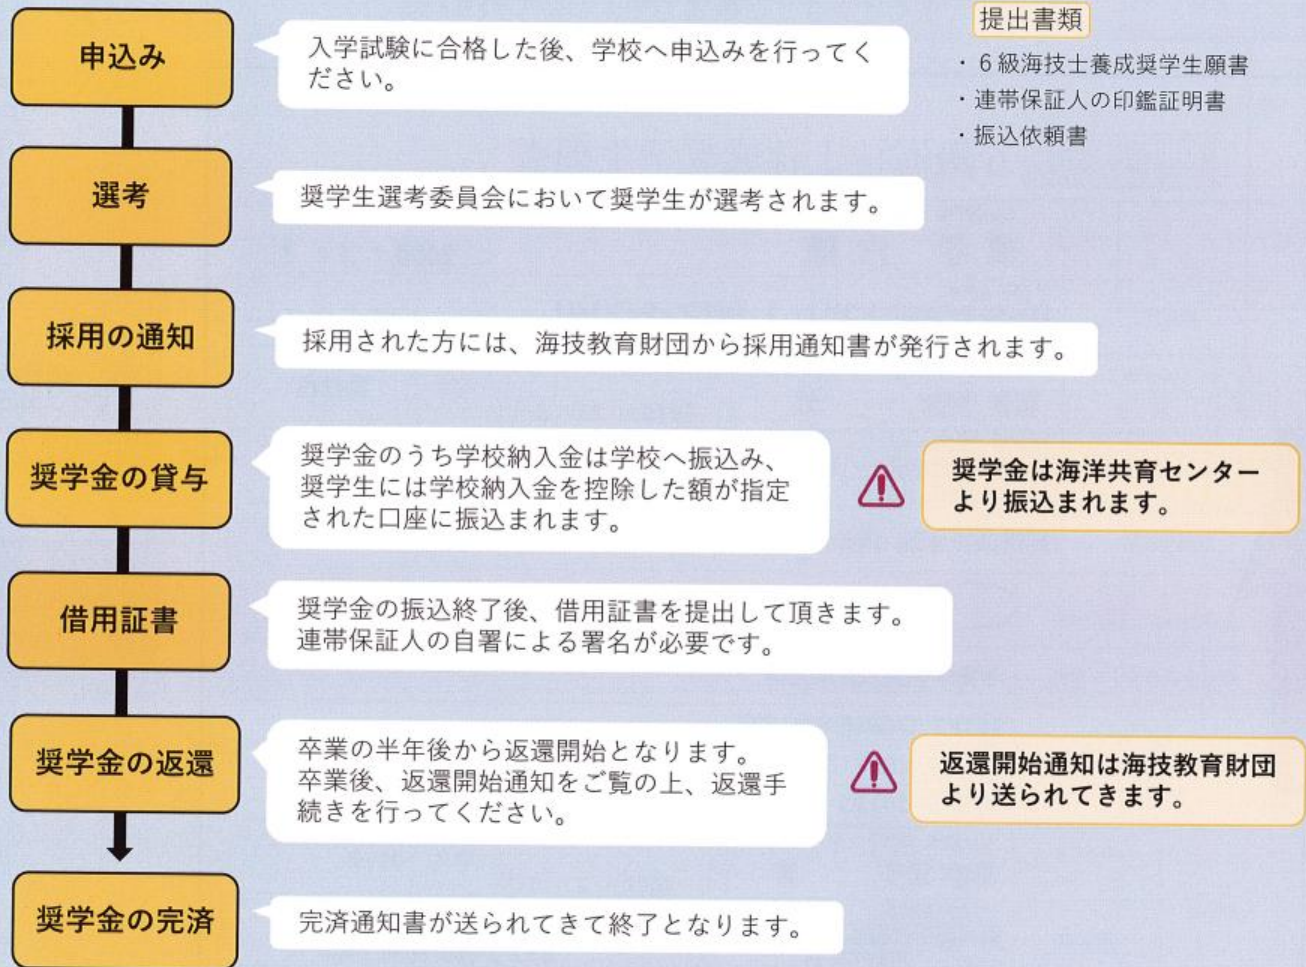 申込み
入学試験に合格した後、学校へ申込みを行ってく
ださい。
提出書類
・６級海技士養成奨学生願書
・連帯保証人の印鑑証明書
・振込依頼書
選考
奨学生選考委員会において奨学生が選考されます。
採用の通知
採用された方には、海技教育財団から採用通知書が発行されます。
奨学金の貸与
奨学金のうち学校納入金は学校へ振込み、
奨学生には学校納入金を控除した額が指定
された口座に振込まれます。
奨学金は海洋共育センター
より振込まれます。
借用証書
奨学金の振込終了後、借用証書を提出して頂きます。
連帯保証人の自署による署名が必要です。
奨学金の返還
卒業の半年後から返還開始となります。
卒業後、返還開始通知をご覧の上、返還手
続きを行ってください。
返還開始通知は海技教育財団
より送られてきます。
奨学金の完済
完済通知書が送られてきて終了となります。